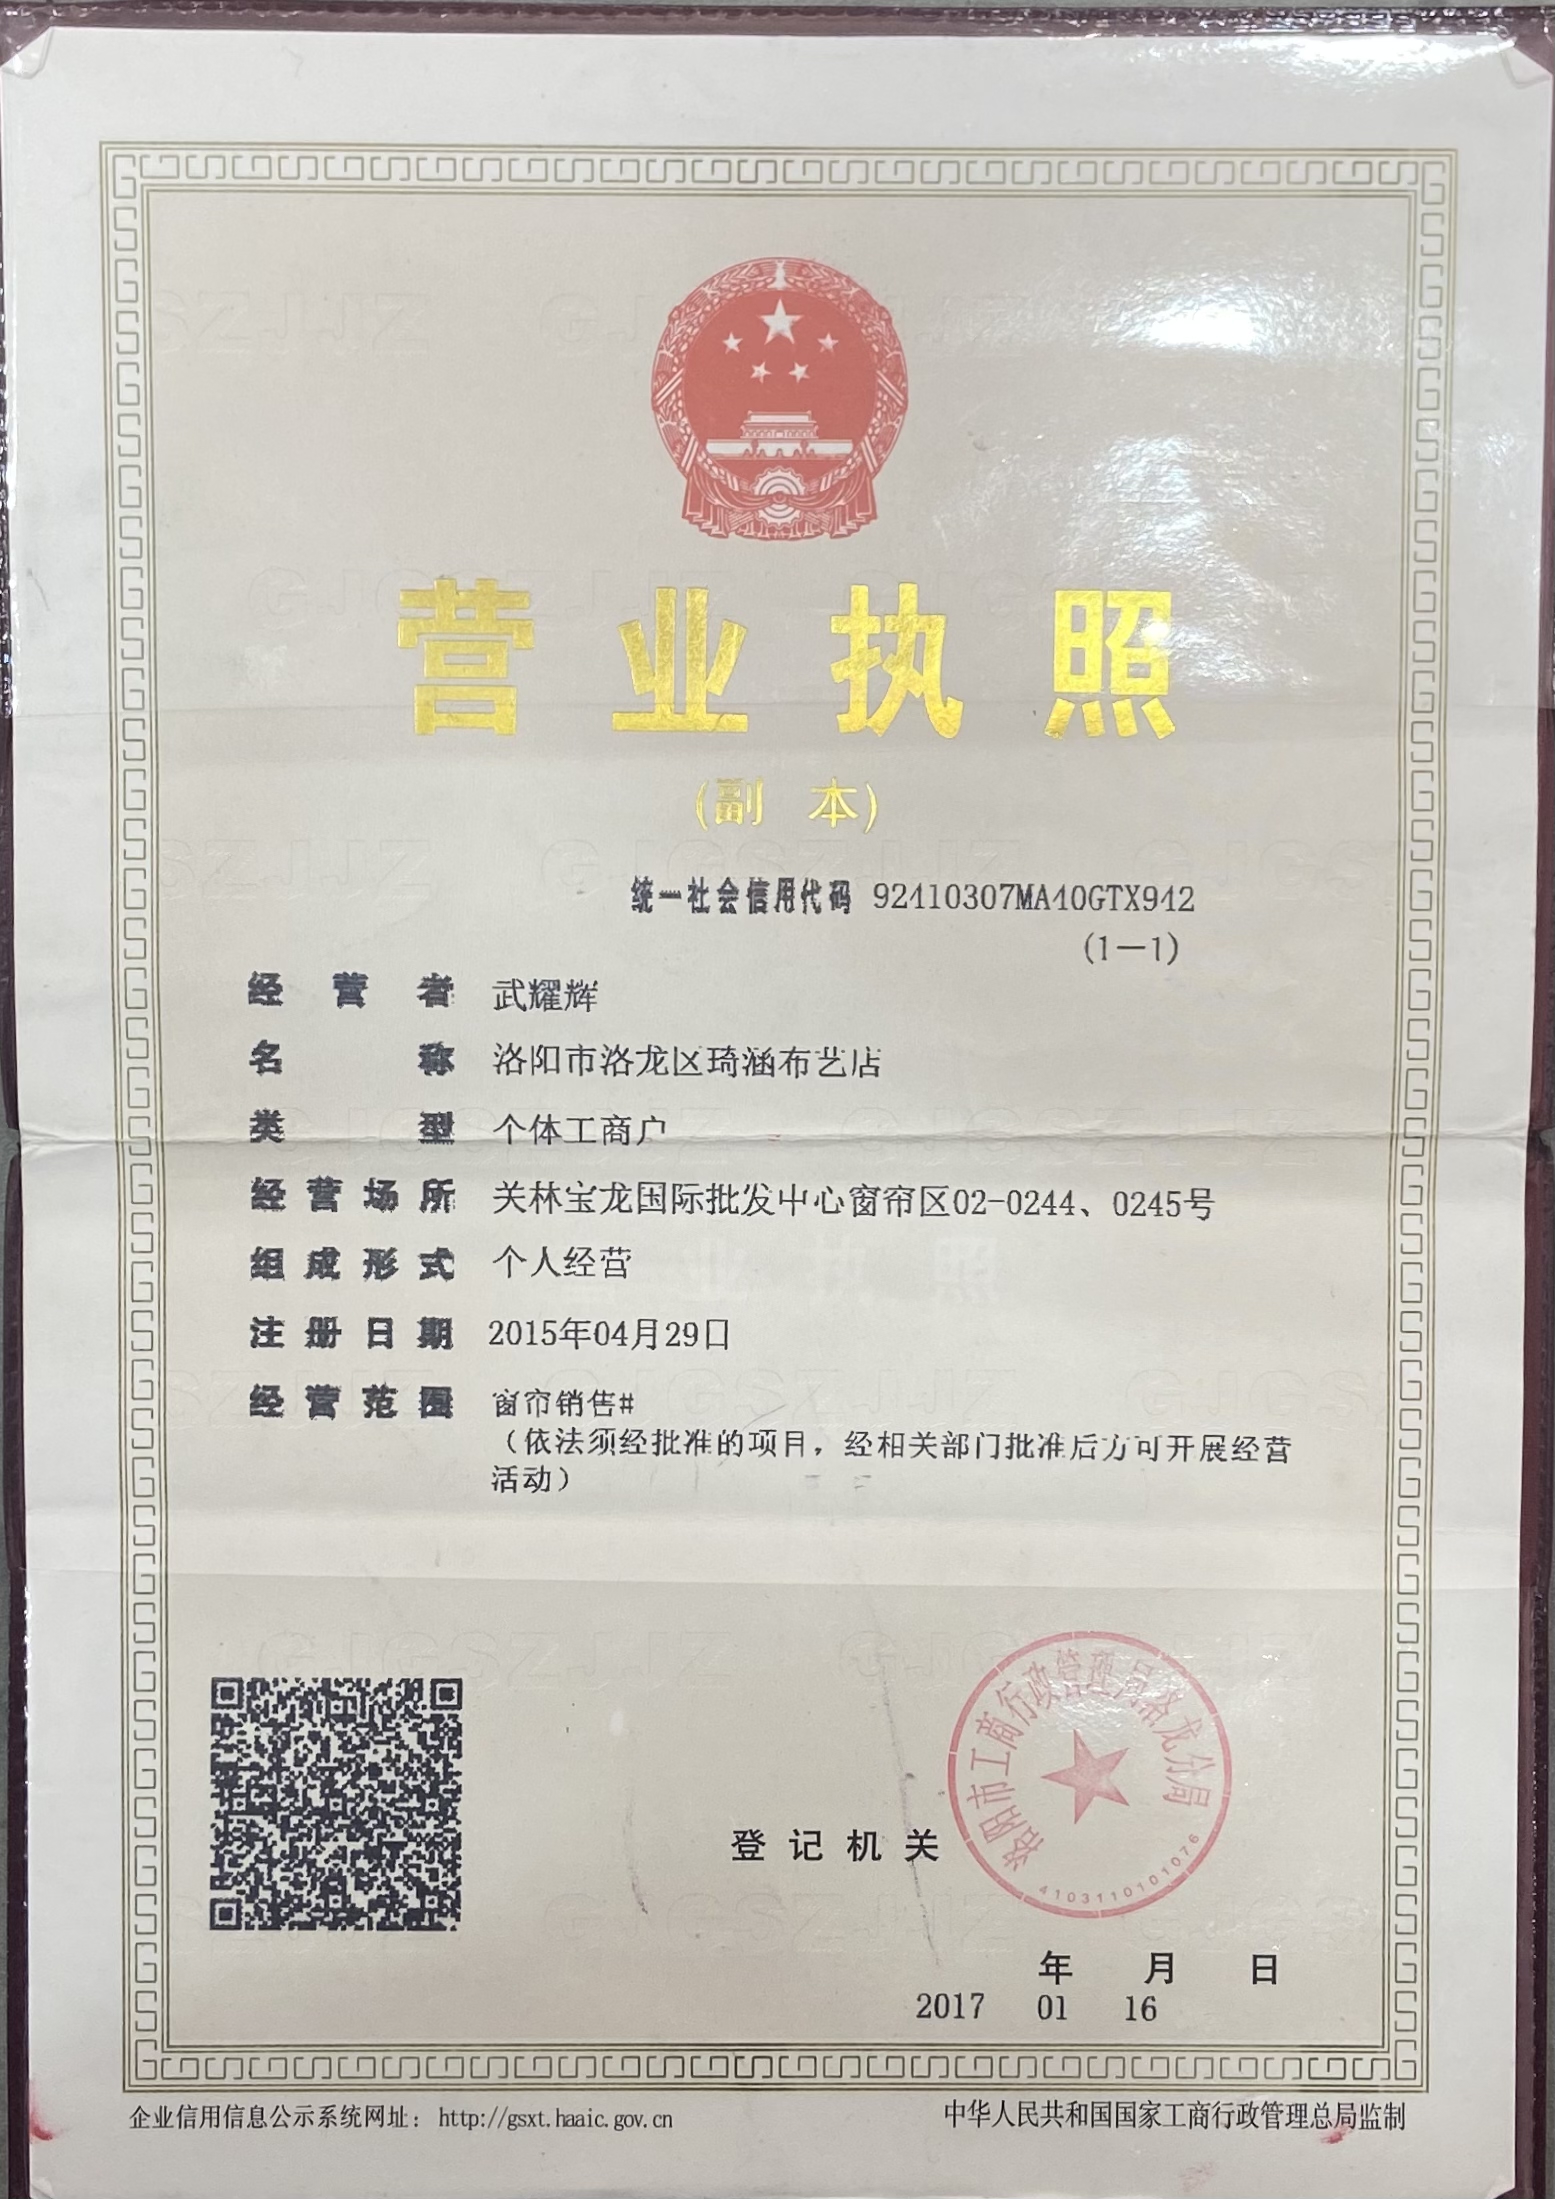 营业执照
(副 本)
统一社会信用代码 92410307MA40GTX942
(1—1)
经营者 武耀辉
名称 洛阳市洛龙区琦涵布艺店
类型 个体工商户
经营场所 关林宝龙国际批发中心窗帘区02-0244、0245号
组成形式 个人经营
注册日期 2015年04月29日
经营范围 窗帘销售#
（依法须经批准的项目，经相关部门批准后方可开展经营
活动）
洛阳市工商行政管理局洛龙分局
4103110101076
登记机关
年 月 日
2017 01 16
企业信用信息公示系统网址：http://gsxt.haaic.gov.cn
中华人民共和国国家工商行政管理总局监制